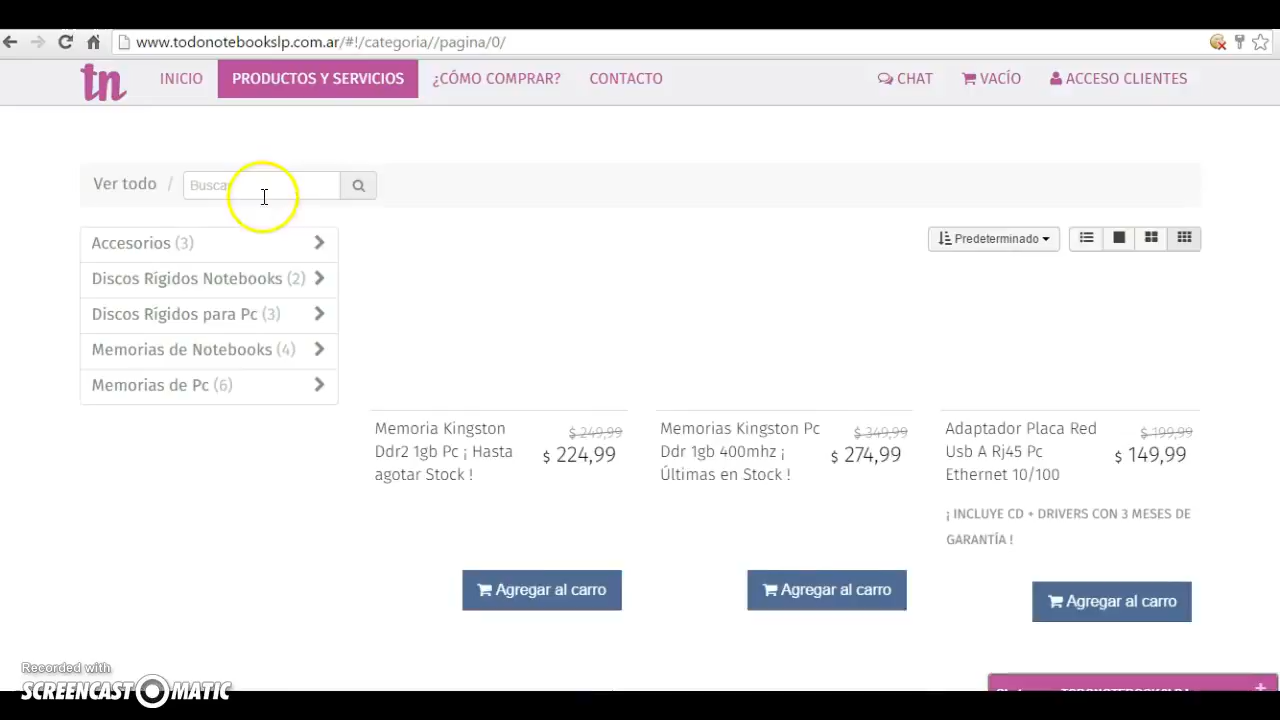 www.todonotebookslp.com.ar/#!/categoria//pagina/0/
tn INICIO PRODUCTOS Y SERVICIOS ¿CÓMO COMPRAR? CONTACTO CHAT VACÍO ACCESO CLIENTES
Ver todo / Buscar
Accesorios (3)
Discos Rígidos Notebooks (2)
Discos Rígidos para Pc (3)
Memorias de Notebooks (4)
Memorias de Pc (6)
Predeterminado
Memoria Kingston
Ddr2 1gb Pc ¡ Hasta
agotar Stock !
$ 249,99
$ 224,99
Agregar al carro
Memorias Kingston Pc
Ddr 1gb 400mhz ¡
Últimas en Stock !
$ 349,99
$ 274,99
Agregar al carro
Adaptador Placa Red
Usb A Rj45 Pc
Ethernet 10/100
$ 199,99
$ 149,99
¡ INCLUYE CD + DRIVERS CON 3 MESES DE
GARANTÍA !
Agregar al carro
Recorded with
SCREENCAST-O-MATIC